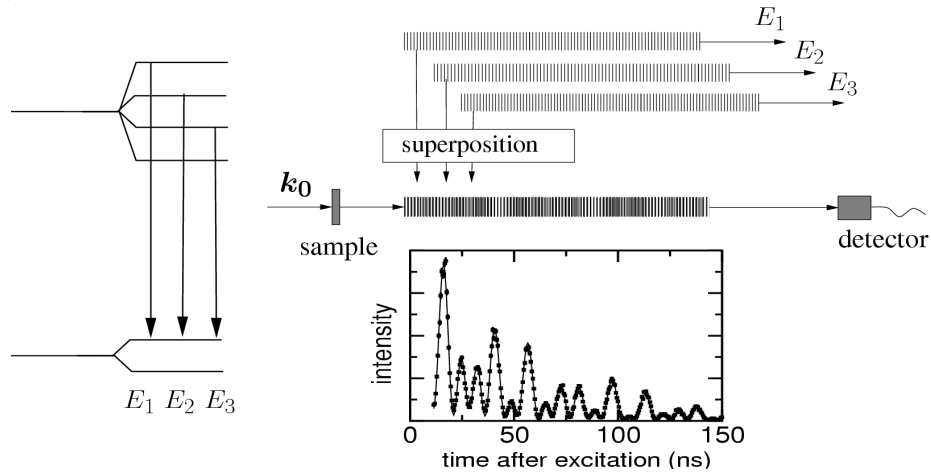 E1
E2
E3
superposition
k0
sample
detector
intensity
0 50 100 150
time after excitation (ns)
E1 E2 E3